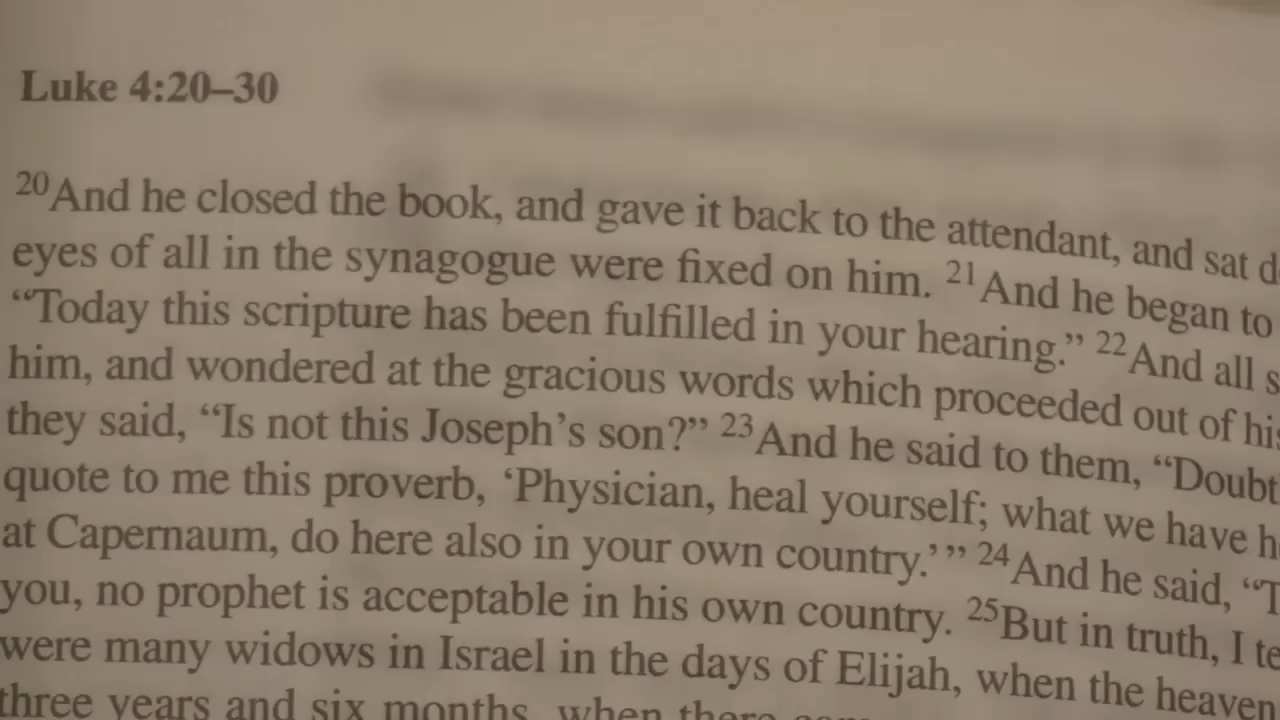 Luke 4:20–30
20And he closed the book, and gave it back to the attendant, and sat
eyes of all in the synagogue were fixed on him. 21And he began to
“Today this scripture has been fulfilled in your hearing.” 22And all
him, and wondered at the gracious words which proceeded out of his
they said, “Is not this Joseph’s son?” 23And he said to them, “Doubt
quote to me this proverb, ‘Physician, heal yourself; what we have
at Capernaum, do here also in your own country.’” 24And he said,
you, no prophet is acceptable in his own country. 25But in truth, I
were many widows in Israel in the days of Elijah, when the heaven
three years and six months, when there